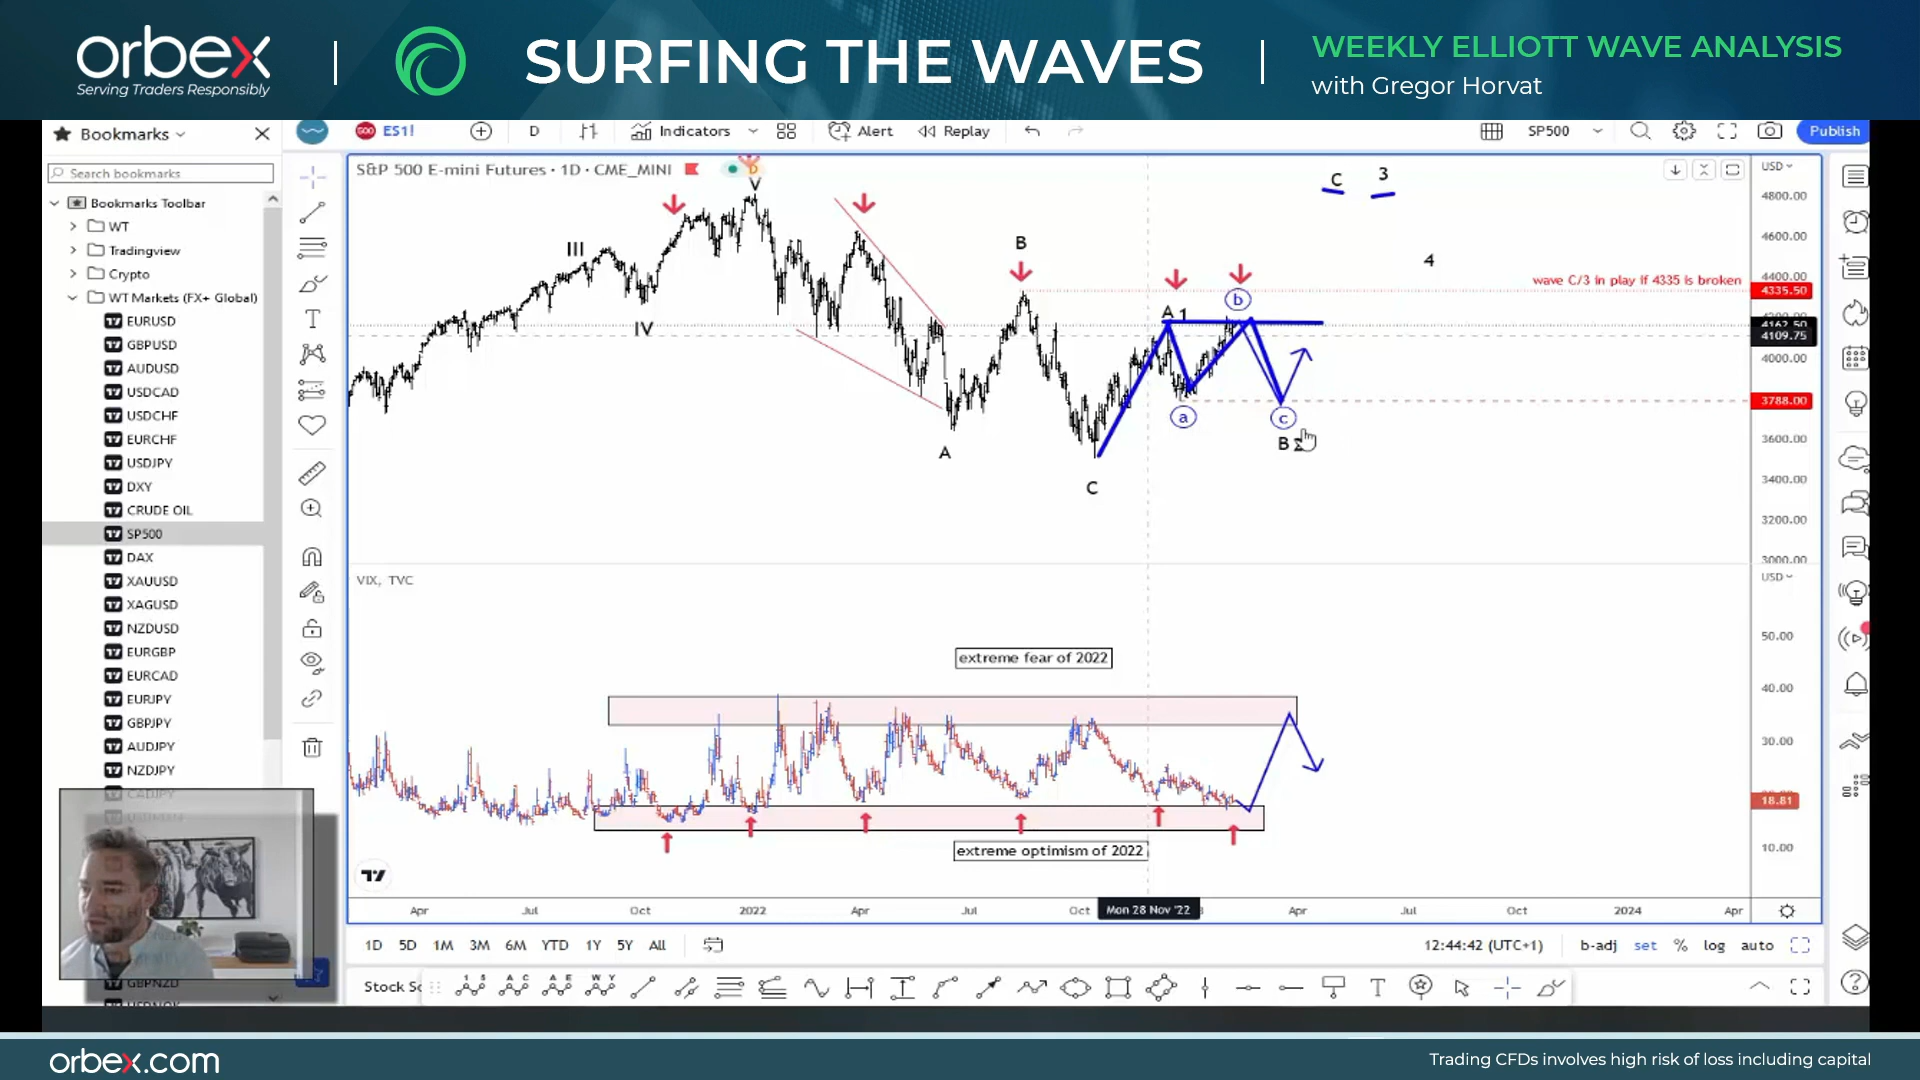 orbex
Serving Traders Responsibly
SURFING THE WAVES
WEEKLY ELLIOTT WAVE ANALYSIS
with Gregor Horvat
Bookmarks
Search bookmarks
Bookmarks Toolbar
WT
Tradingview
Crypto
WT Markets (FX+ Global)
EURUSD
GBPUSD
AUDUSD
USDCAD
USDCHF
EURCHF
USDJPY
DXY
CRUDE OIL
SP500
DAX
XAUUSD
XAGUSD
NZDUSD
EURGBP
EURCAD
EURJPY
GBPJPY
AUDJPY
NZDJPY
CADJPY
GBPNZD
ES1!
D
Indicators
Alert
Replay
SP500
Publish
S&P 500 E-mini Futures · 1D · CME_MINI
D
USD
V
III
IV
A
B
C
A 1
a
b
c
B
C
3
4
wave C/3 in play if 4335 is broken
4800.00
4600.00
4400.00
4335.50
4162.50
4109.75
4000.00
3788.00
3600.00
3400.00
3200.00
3000.00
VIX, TVC
USD
50.00
40.00
30.00
18.81
10.00
extreme fear of 2022
extreme optimism of 2022
Apr
Jul
Oct
2022
Apr
Jul
Oct
Mon 28 Nov '22
Apr
Jul
Oct
2024
Apr
1D 5D 1M 3M 6M YTD 1Y 5Y All
12:44:42 (UTC+1)
b-adj set % log auto
Stock Sc
orbex.com
Trading CFDs involves high risk of loss including capital